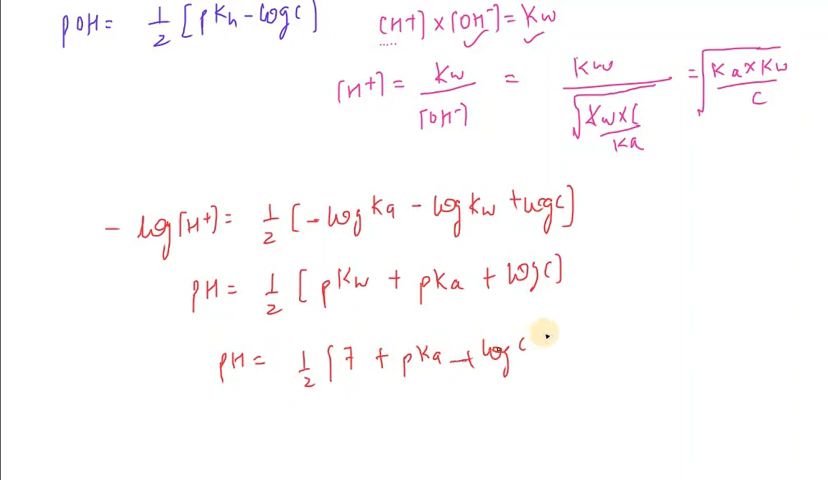 pOH = 1/2 [pKh - log C]
[H+] × [OH-] = Kw
[H+] = Kw/[OH-] = Kw/√(Kw×C/Ka) = √(Ka×Kw/C)
- log [H+] = 1/2 [-log Ka - log Kw + log C]
pH = 1/2 [pKw + pKa + log C]
pH = 1/2 [7 + pKa + log C